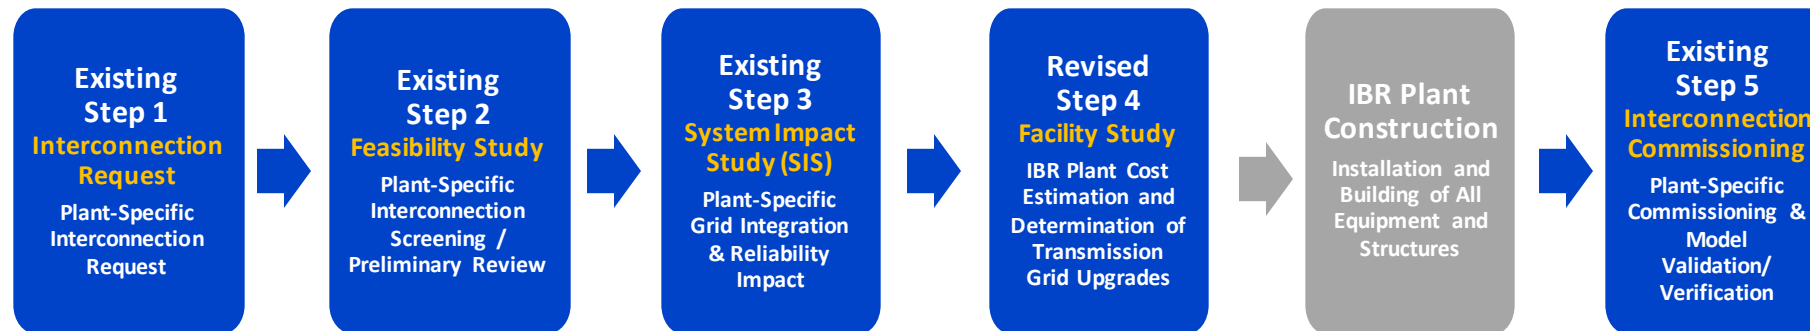 Existing
Step 1
Interconnection
Request
Plant-Specific
Interconnection
Request
Existing
Step 2
Feasibility Study
Plant-Specific
Interconnection
Screening /
Preliminary Review
Existing
Step 3
System Impact
Study (SIS)
Plant-Specific
Grid Integration
& Reliability
Impact
Revised
Step 4
Facility Study
IBR Plant Cost
Estimation and
Determination of
Transmission
Grid Upgrades
IBR Plant
Construction
Installation and
Building of All
Equipment and
Structures
Existing
Step 5
Interconnection
Commissioning
Plant-Specific
Commissioning &
Model
Validation/
Verification